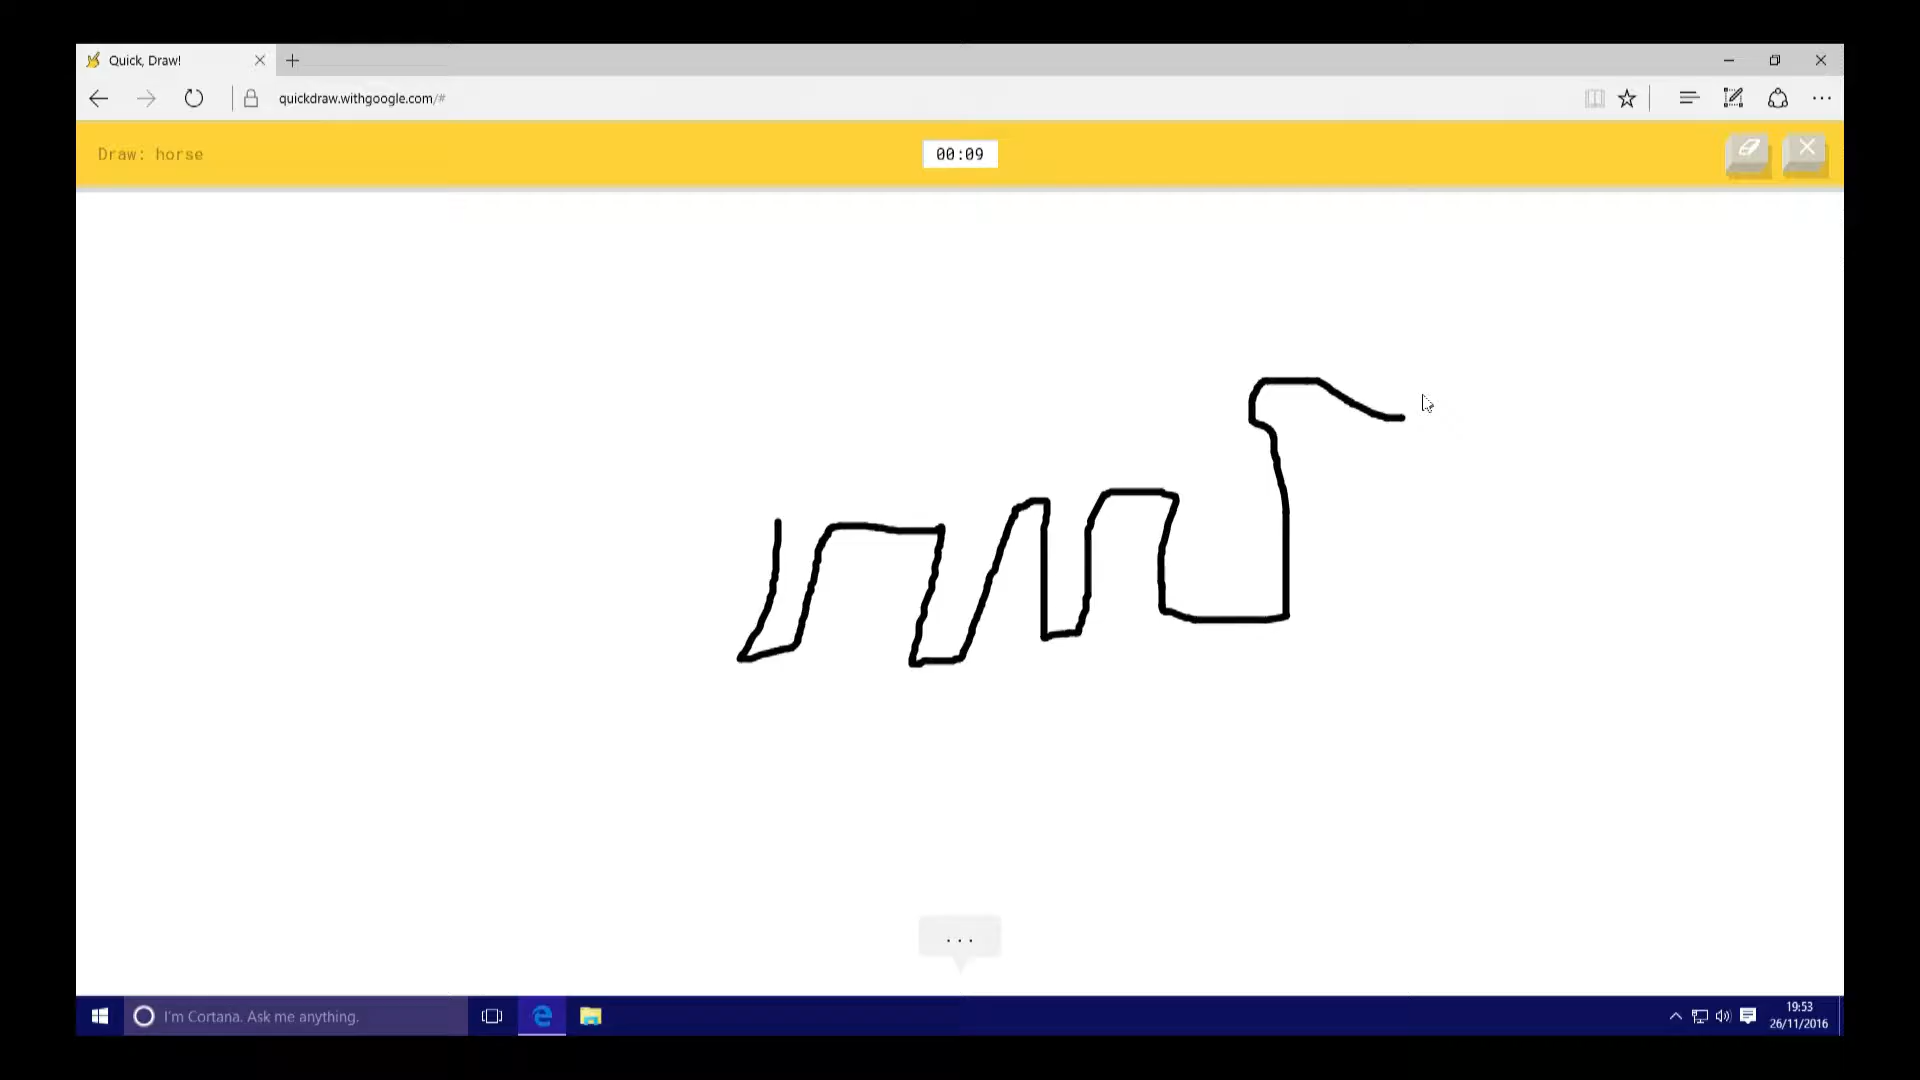 Quick, Draw!
quickdraw.withgoogle.com/#
Draw: horse
00:09
...
I'm Cortana. Ask me anything.
19:53
26/11/2016